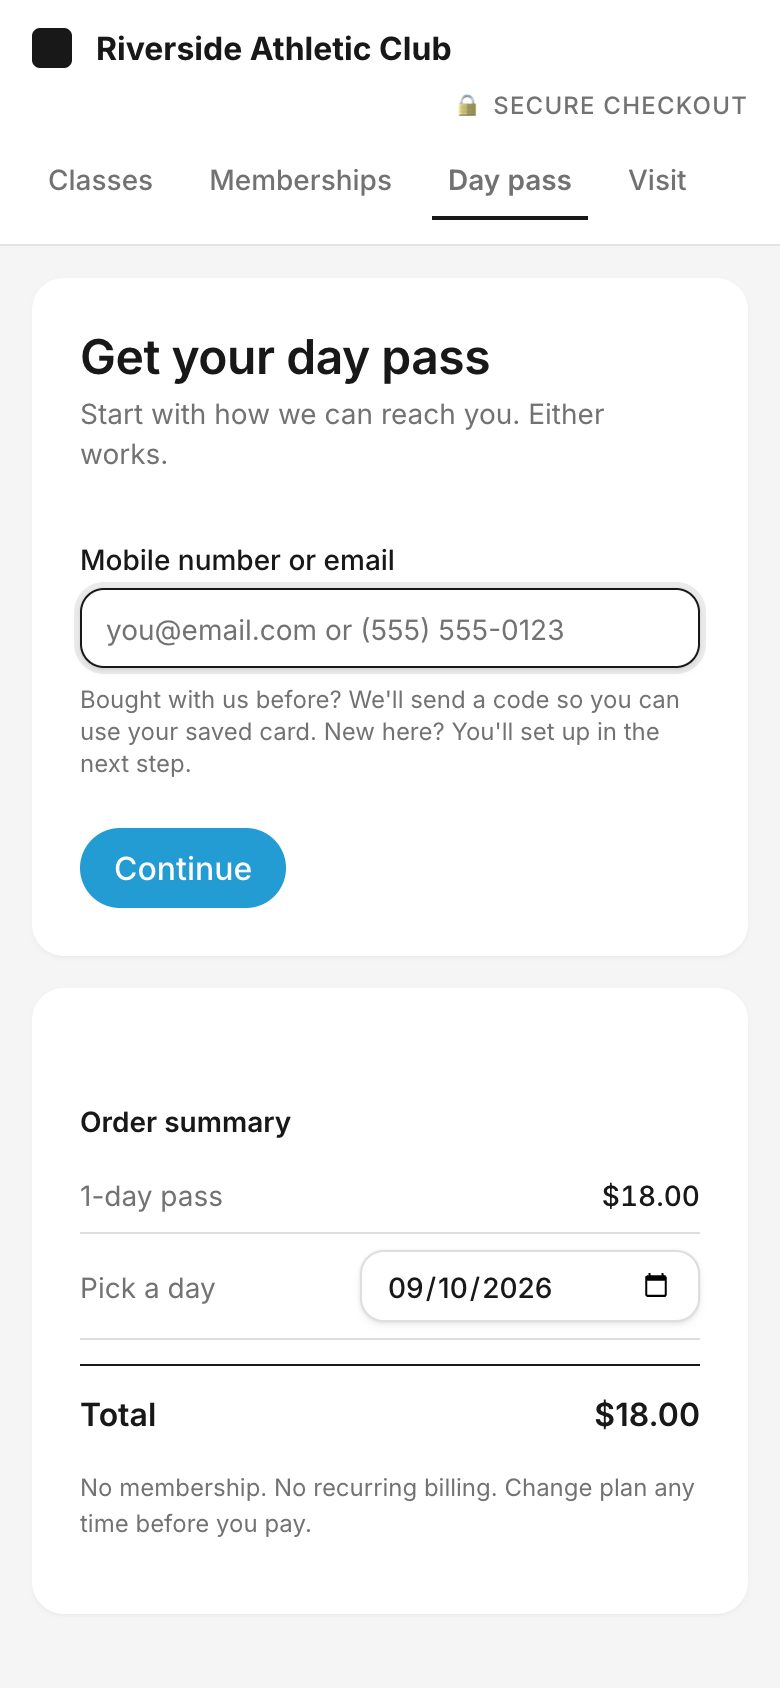 Riverside Athletic Club
SECURE CHECKOUT
Classes Memberships Day pass Visit
Get your day pass
Start with how we can reach you. Either
works.
Mobile number or email
you@email.com or (555) 555-0123
Bought with us before? We'll send a code so you can
use your saved card. New here? You'll set up in the
next step.
Continue
Order summary
1-day pass $18.00
Pick a day 09/10/2026
Total $18.00
No membership. No recurring billing. Change plan any
time before you pay.